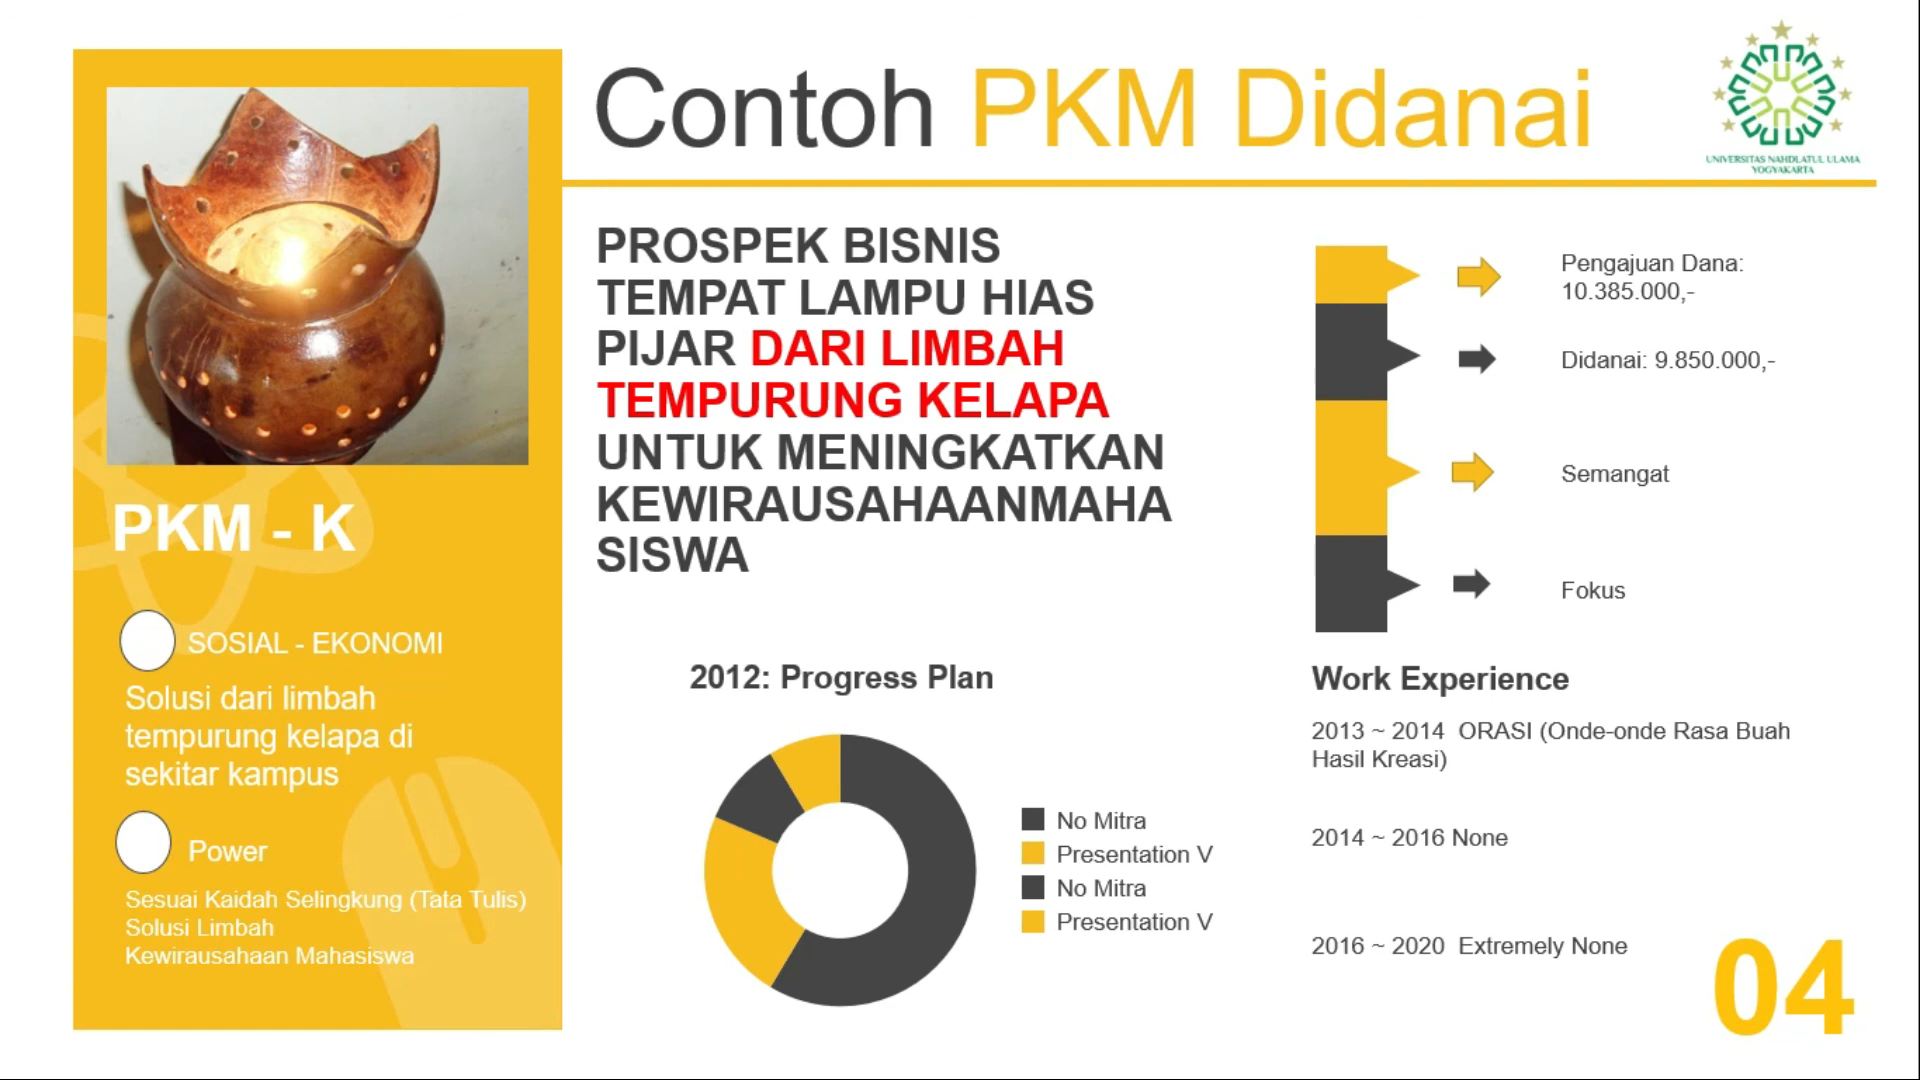 Contoh PKM Didanai
UNIVERSITAS NAHDLATUL ULAMA
YOGYAKARTA
PKM - K
SOSIAL - EKONOMI
Solusi dari limbah
tempurung kelapa di
sekitar kampus
Power
Sesuai Kaidah Selingkung (Tata Tulis)
Solusi Limbah
Kewirausahaan Mahasiswa
PROSPEK BISNIS
TEMPAT LAMPU HIAS
PIJAR DARI LIMBAH
TEMPURUNG KELAPA
UNTUK MENINGKATKAN
KEWIRAUSAHAANMAHA
SISWA
Pengajuan Dana:
10.385.000,-
Didanai: 9.850.000,-
Semangat
Fokus
2012: Progress Plan
No Mitra
Presentation V
No Mitra
Presentation V
Work Experience
2013 ~ 2014 ORASI (Onde-onde Rasa Buah
Hasil Kreasi)
2014 ~ 2016 None
2016 ~ 2020 Extremely None
04